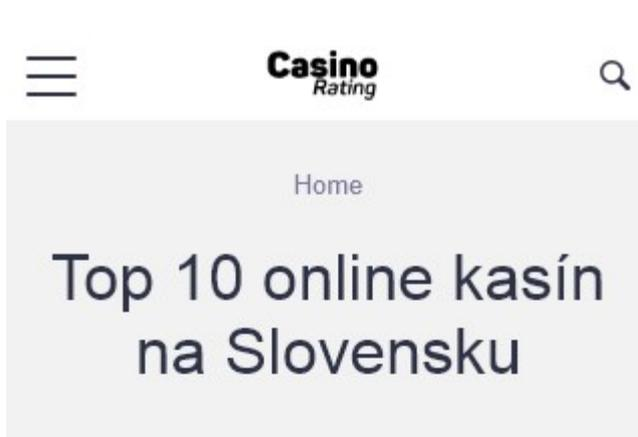 Casino
Rating
Home
Top 10 online kasín
na Slovensku